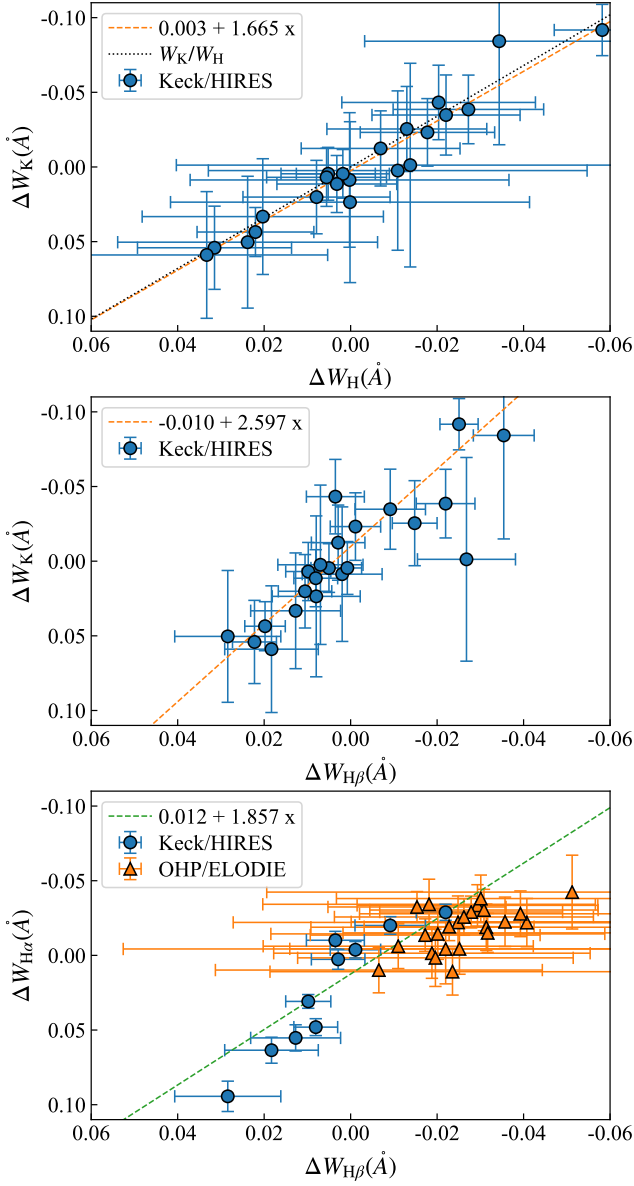 -0.10
-0.05
0.00
0.05
0.10
ΔW_K(Å)
0.003 + 1.665 x
W_K/W_H
Keck/HIRES
0.06 0.04 0.02 0.00 -0.02 -0.04 -0.06
ΔW_H(Å)
-0.10
-0.05
0.00
0.05
0.10
ΔW_K(Å)
-0.010 + 2.597 x
Keck/HIRES
0.06 0.04 0.02 0.00 -0.02 -0.04 -0.06
ΔW_Hβ(Å)
-0.10
-0.05
0.00
0.05
0.10
ΔW_Hα(Å)
0.012 + 1.857 x
Keck/HIRES
OHP/ELODIE
0.06 0.04 0.02 0.00 -0.02 -0.04 -0.06
ΔW_Hβ(Å)